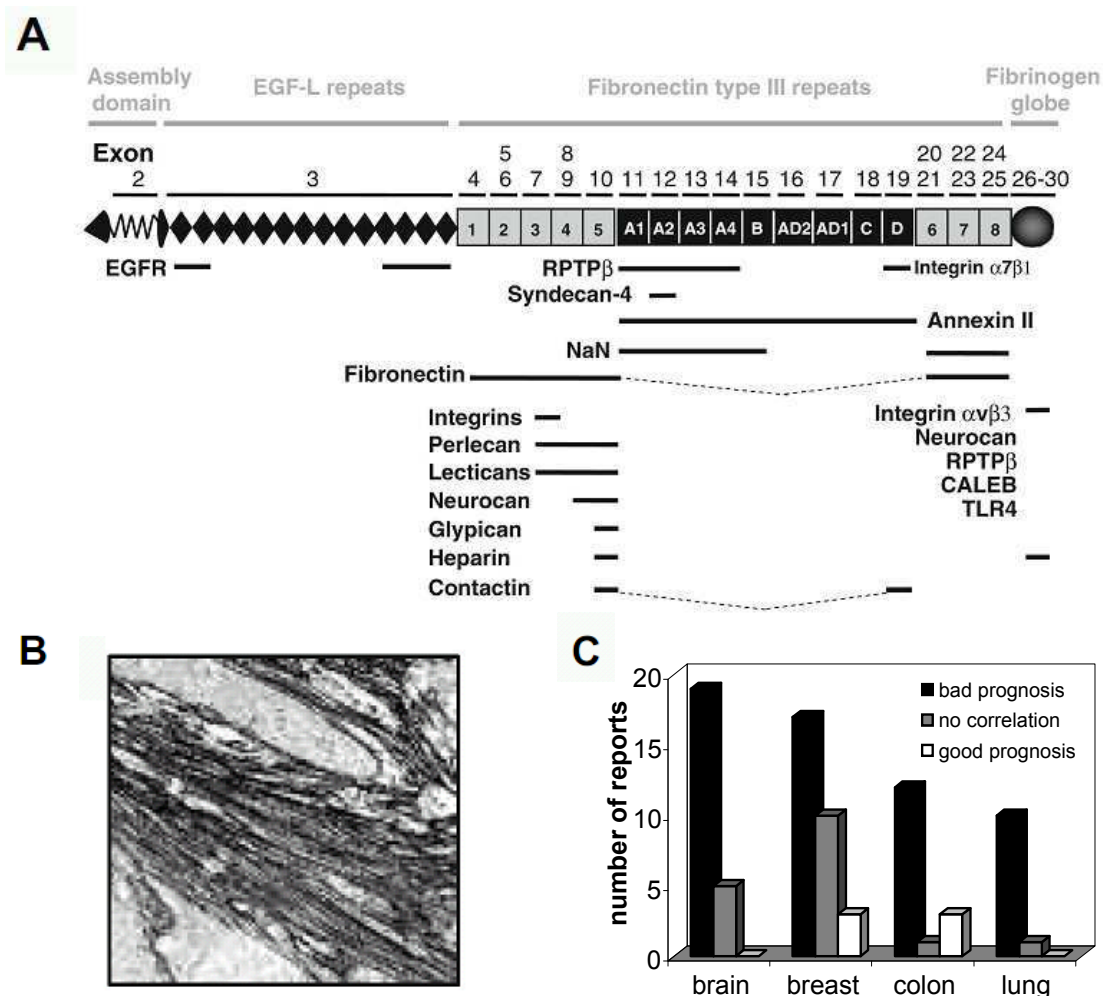 A
Assembly domain
EGF-L repeats
Fibronectin type III repeats
Fibrinogen globe
Exon
5 8 20 22 24
2 3 4 6 7 9 10 11 12 13 14 15 16 17 18 19 21 23 25 26-30
1 2 3 4 5 A1 A2 A3 A4 B AD2 AD1 C D 6 7 8
EGFR RPTPβ Integrin α7β1
Syndecan-4
Annexin II
NaN
Fibronectin
Integrins Integrin αvβ3
Perlecan Neurocan
RPTPβ
Lecticans CALEB
Neurocan TLR4
Glypican
Heparin
Contactin
B
C
number of reports
20
15
10
5
0
bad prognosis
no correlation
good prognosis
brain breast colon lung